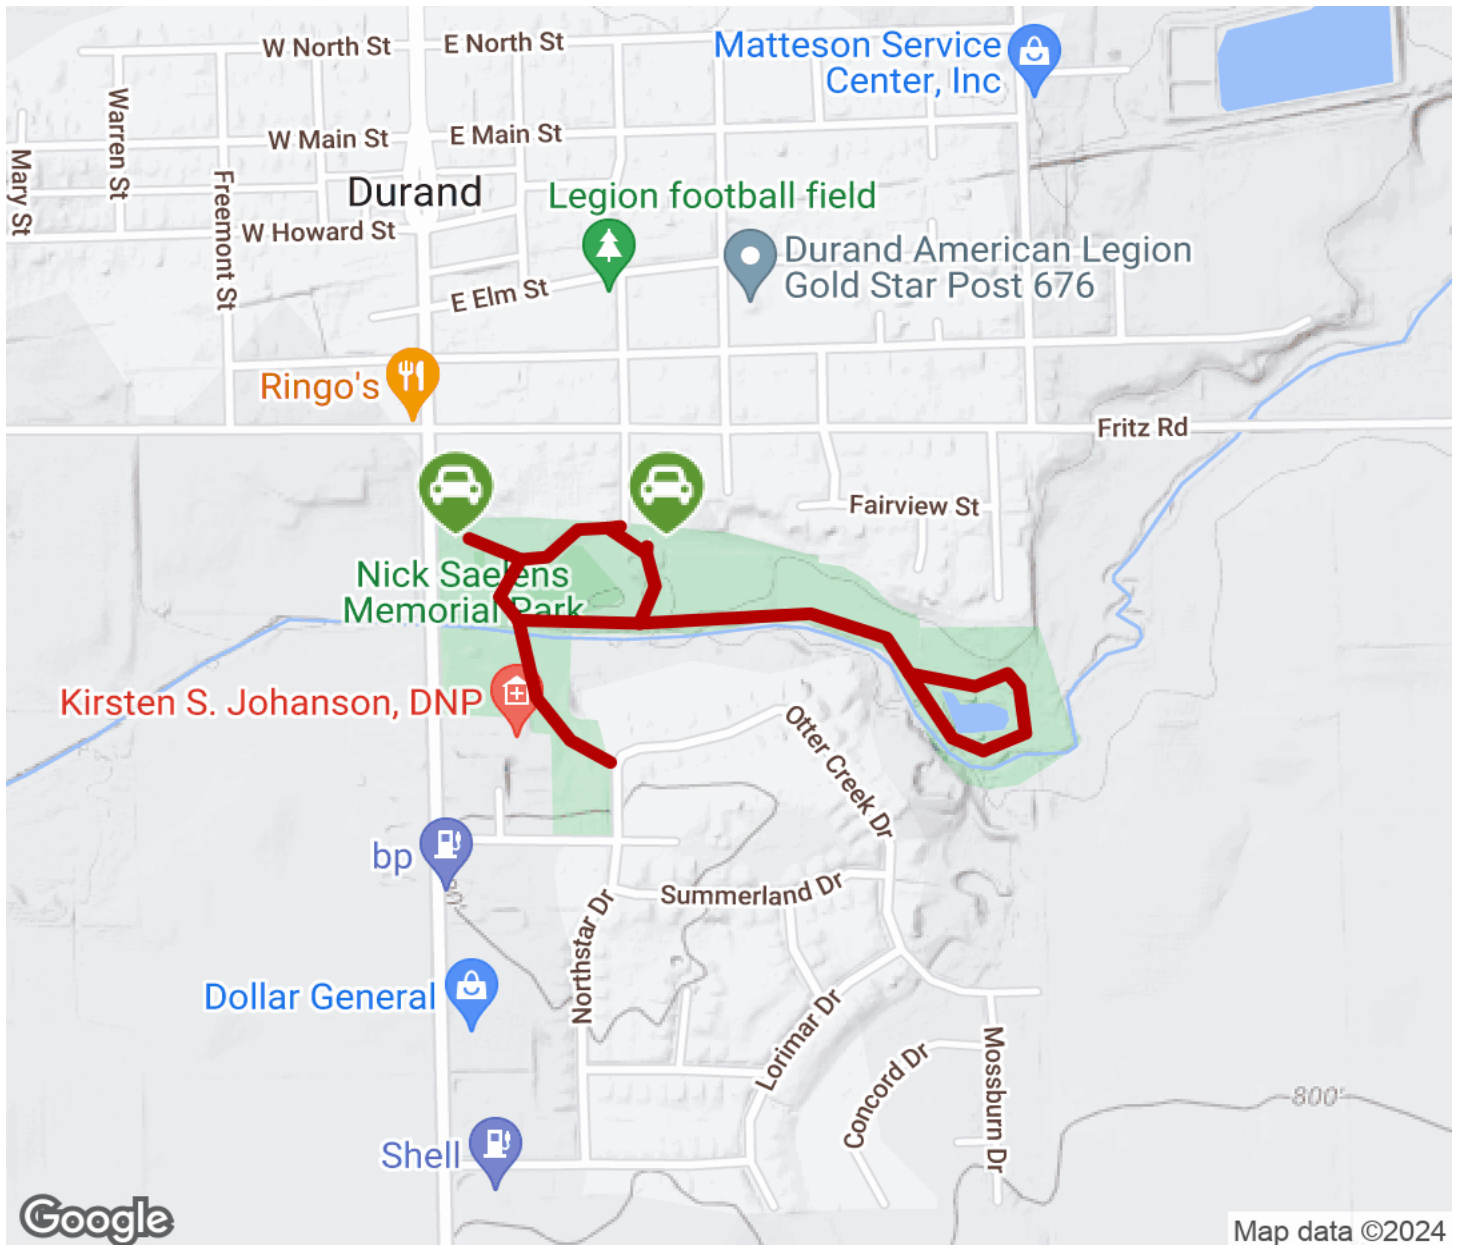 W North St
E North St
Matteson Service
Center, Inc
Warren St
W Main St
E Main St
Mary St
Freemont St
Durand
Legion football field
W Howard St
Durand American Legion
Gold Star Post 676
E Elm St
Ringo's
Fritz Rd
Fairview St
Nick Saelens
Memorial Park
Kirsten S. Johanson, DNP
Otter Creek Dr
bp
Summerland Dr
Northstar Dr
Dollar General
Lorimar Dr
Concord Dr
Mossburn Dr
800'
Shell
Google
Map data ©2024